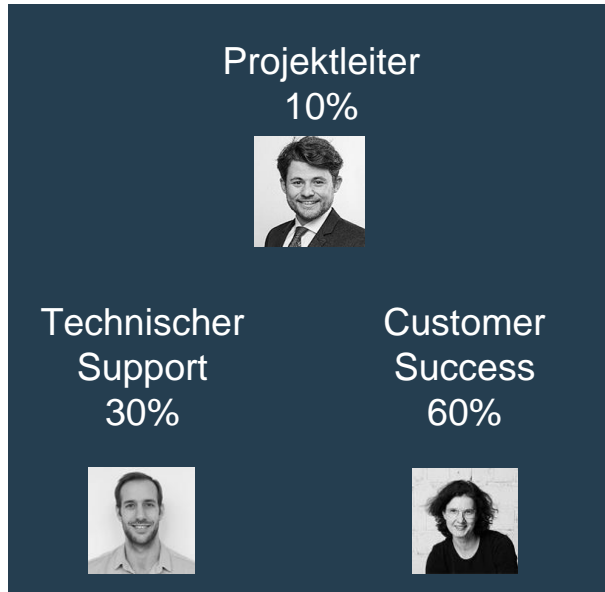 Projektleiter
10%
Technischer
Support
30%
Customer
Success
60%